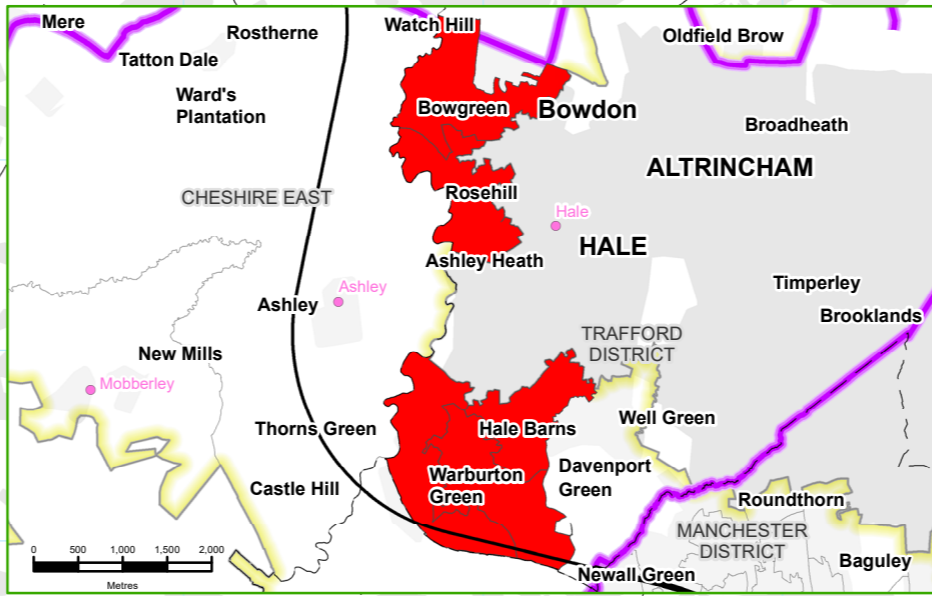 Mere
Watch Hill
Rostherne
Oldfield Brow
Tatton Dale
Ward's
Plantation
Bowgreen
Bowdon
Broadheath
ALTRINCHAM
CHESHIRE EAST
Rosehill
Hale
HALE
Ashley Heath
Timperley
Ashley
Ashley
Brooklands
TRAFFORD
DISTRICT
New Mills
Mobberley
Well Green
Thorns Green
Hale Barns
Davenport
Green
Warburton
Green
Castle Hill
Roundthorn
MANCHESTER
DISTRICT
0 500 1,000 1,500 2,000
Metres
Baguley
Newall Green